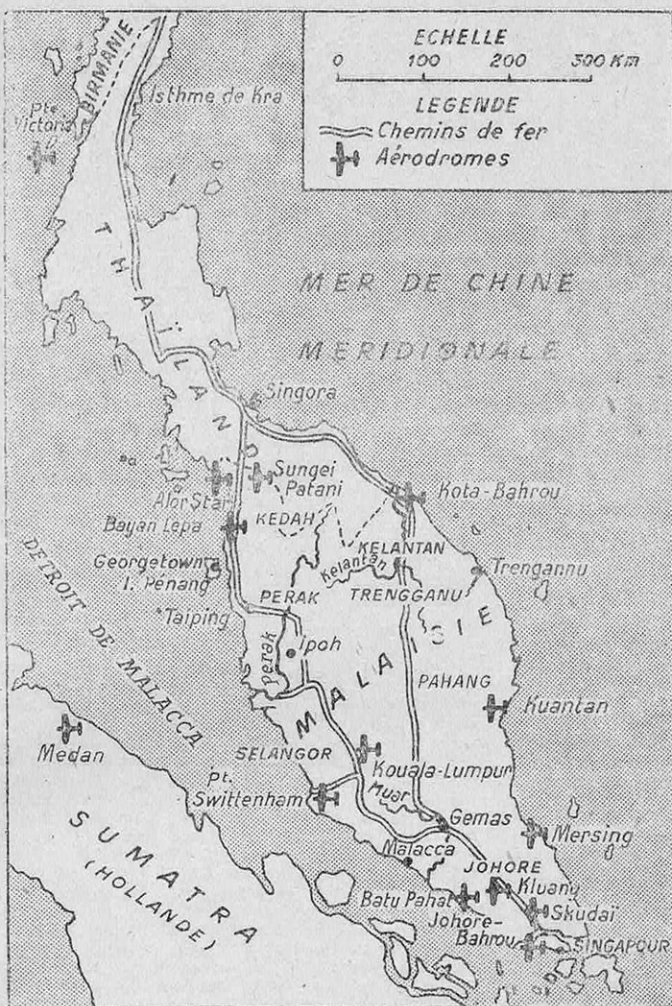 ECHELLE
0 100 200 300 Km
LEGENDE
Chemins de fer
Aérodromes
BIRMANIE
Pte Victoria
Isthme de Kra
THAÏLAND
MER DE CHINE
MERIDIONALE
Singora
Sungei
Patani
Alor Star
Kota-Bahrou
KEDAH
Bayan Lepa
KELANTAN
Kelantan
Georgetown
I. Pénang
Trengannu
PERAK
TRENGGANU
Taiping
DETROIT DE MALACCA
Perak
Ipoh
MALAISIE
PAHANG
Kuantan
Medan
SELANGOR
Kouala-Lumpur
Pt.
Swittenham
Muar
Gemas
Mersing
Malacca
SUMATRA
(HOLLANDE)
JOHORE
Kluang
Batu Pahat
Skudaï
Johore-
Bahrou
SINGAPOUR